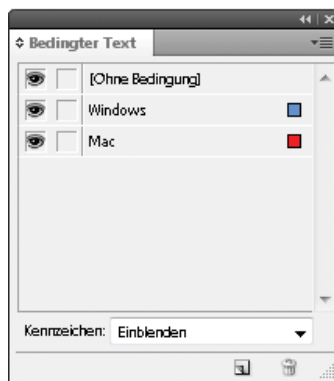 Bedingter Text
[Ohne Bedingung]
Windows
Mac
Kennzeichen: Einblenden